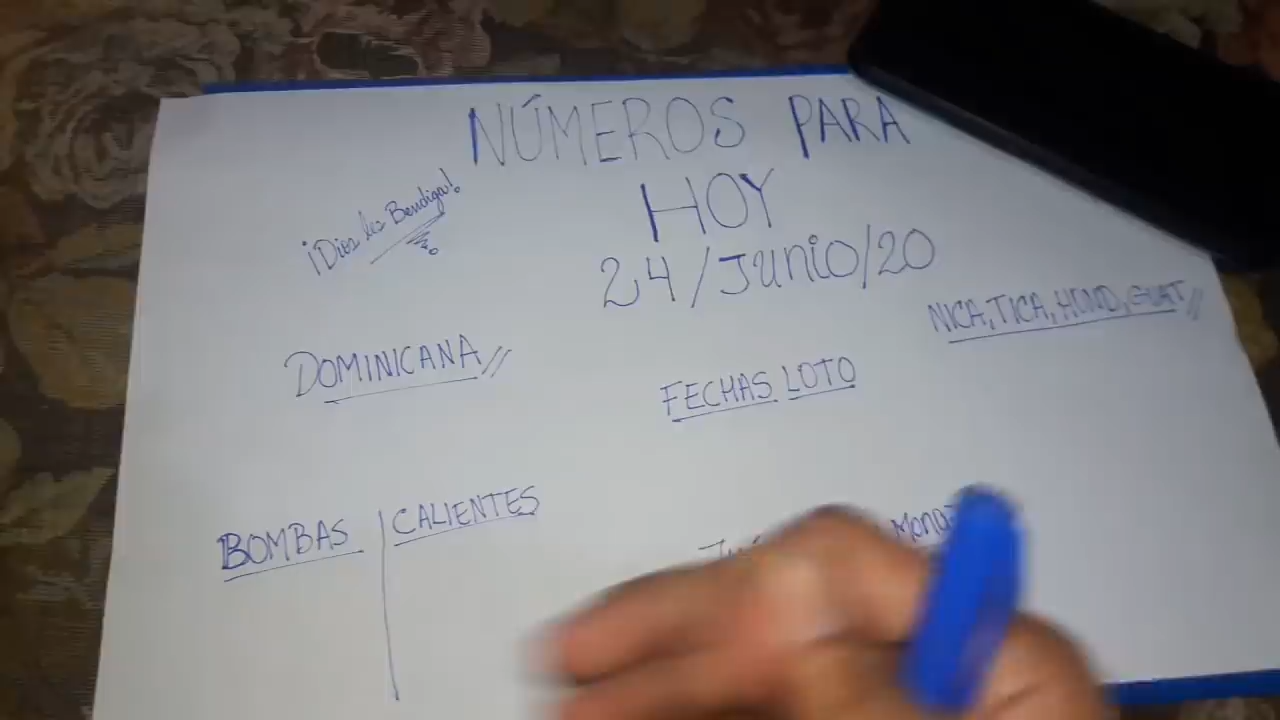 NÚMEROS PARA
HOY
24/Junio/20
¡Dios les Bendiga!
DOMINICANA//
FECHAS LOTO
NICA, TICA, HOND, GUAT//
BOMBAS | CALIENTES